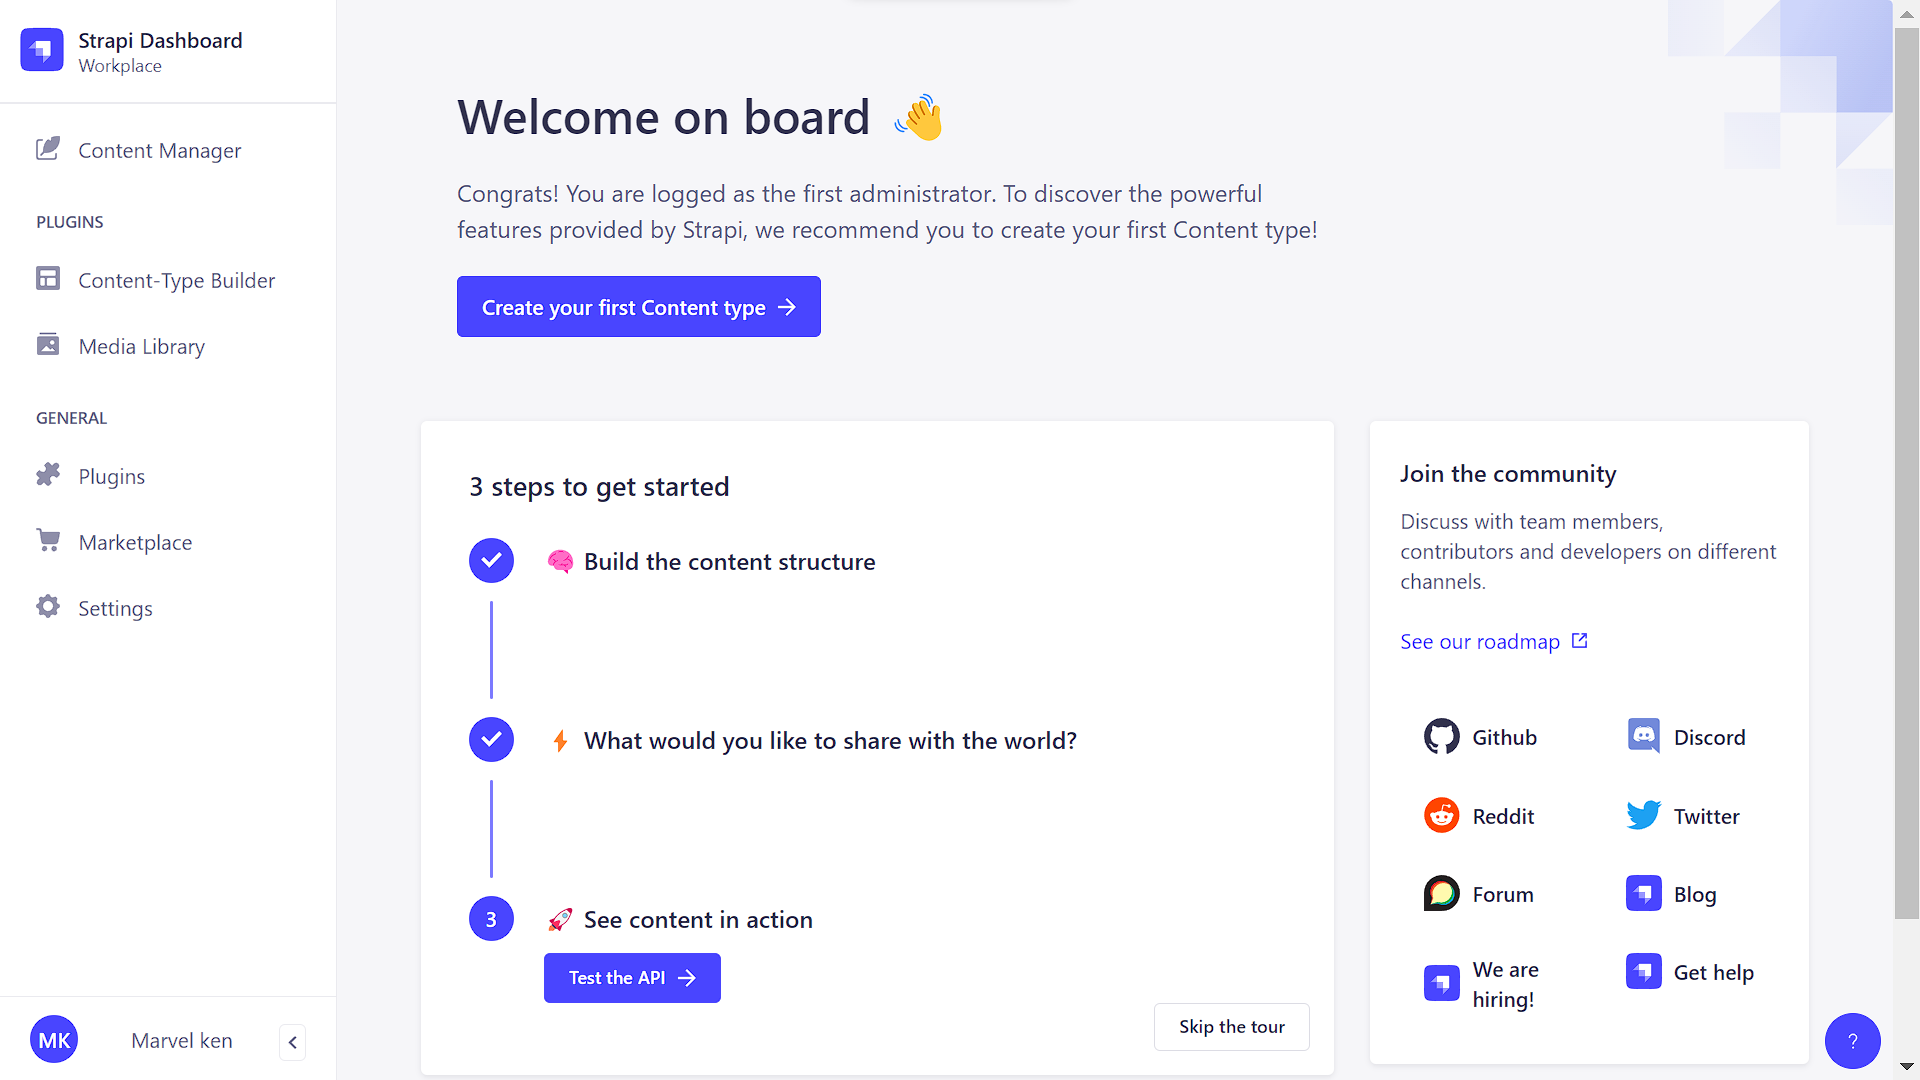 Strapi Dashboard
Workplace
Content Manager
PLUGINS
Content-Type Builder
Media Library
GENERAL
Plugins
Marketplace
Settings
MK
Marvel ken
Welcome on board
Congrats! You are logged as the first administrator. To discover the powerful
features provided by Strapi, we recommend you to create your first Content type!
Create your first Content type
3 steps to get started
Build the content structure
What would you like to share with the world?
3
See content in action
Test the API
Skip the tour
Join the community
Discuss with team members,
contributors and developers on different
channels.
See our roadmap
Github
Discord
Reddit
Twitter
Forum
Blog
We are
hiring!
Get help
?